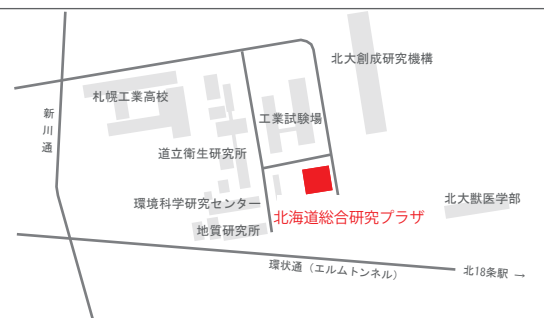 北大創成研究機構
札幌工業高校
新川通
工業試験場
道立衛生研究所
環境科学研究センター
北大獣医学部
北海道総合研究プラザ
地質研究所
環状通（エルムトンネル）
北18条駅 →